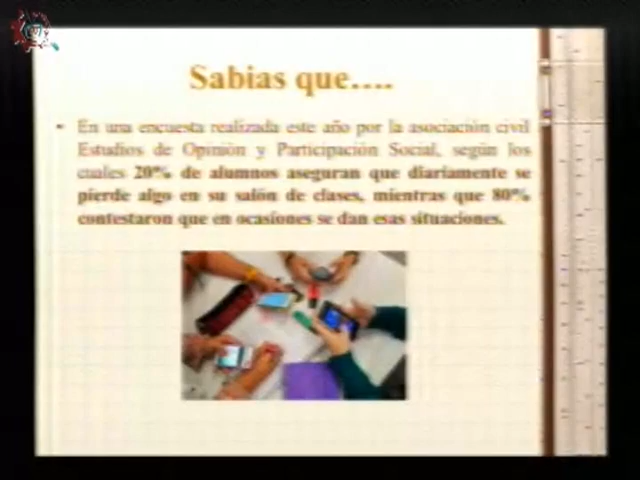 Sabias que....
• En una encuesta realizada este año por la asociación civil
Estudios de Opinión y Participación Social, según los
cuales 20% de alumnos aseguran que diariamente se
pierde algo en su salón de clases, mientras que 80%
contestaron que en ocasiones se dan esas situaciones.